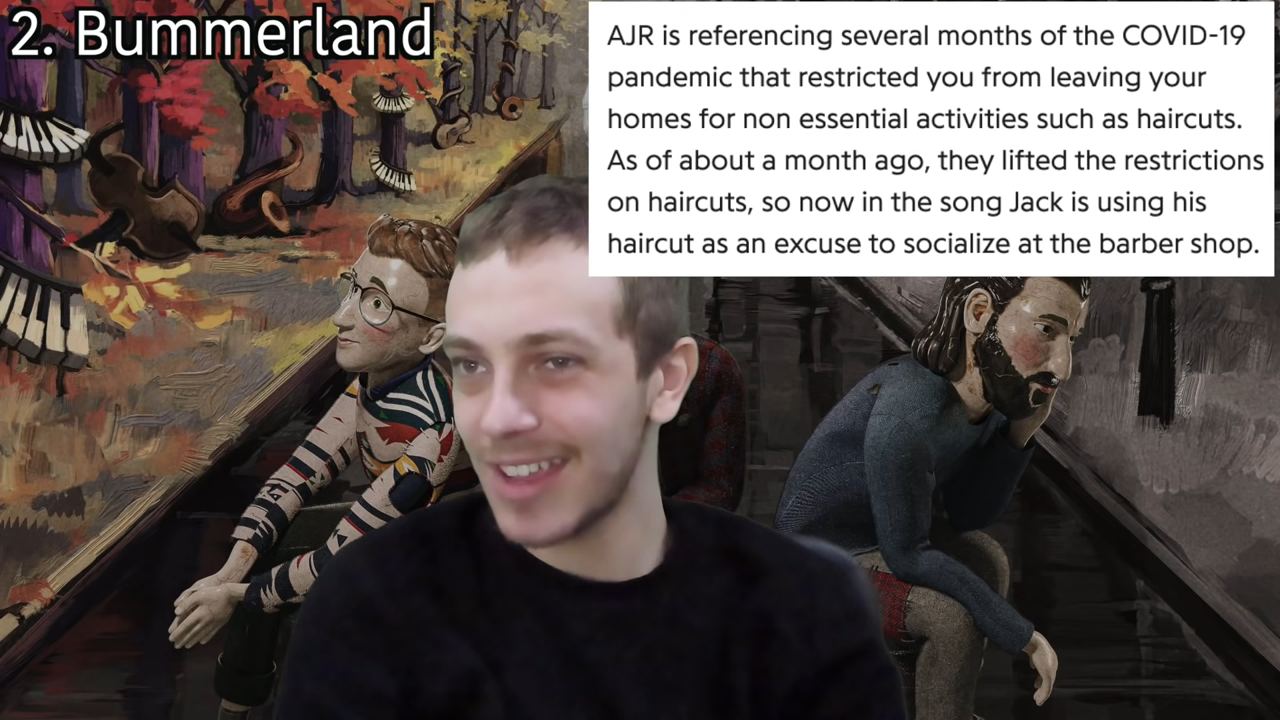 2. Bummerland
AJR is referencing several months of the COVID-19
pandemic that restricted you from leaving your
homes for non essential activities such as haircuts.
As of about a month ago, they lifted the restrictions
on haircuts, so now in the song Jack is using his
haircut as an excuse to socialize at the barber shop.